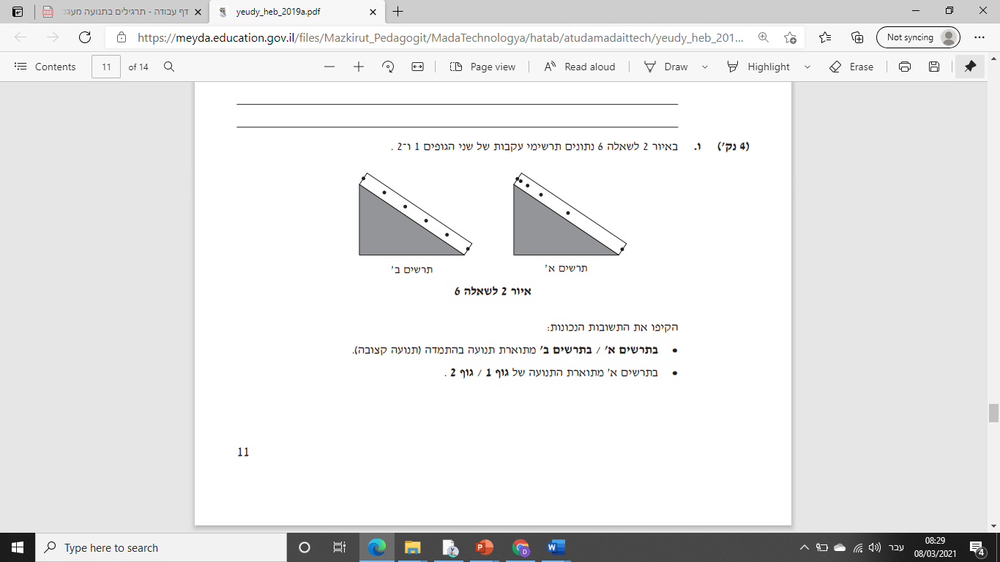 דף עבודה - תרגילים בתנועה מעגל
yeudy_heb_2019a.pdf
https://meyda.education.gov.il/files/Mazkirut_Pedagogit/MadaTechnologya/hatab/atudamadaittech/yeudy_heb_201...
Not syncing
Contents
11
of 14
Page view
Read aloud
Draw
Highlight
Erase
(4 נק') ו. באיור 2 לשאלה 6 נתונים תרשימי עקבות של שני הגופים 1 ו־2 .
תרשים א'
תרשים ב'
איור 2 לשאלה 6
הקיפו את התשובות הנכונות:
• בתרשים א' / בתרשים ב' מתוארת תנועה בהתמדה (תנועה קצובה).
• בתרשים א' מתוארת התנועה של גוף 1 / גוף 2 .
11
Type here to search
עבר
08:29
08/03/2021
4